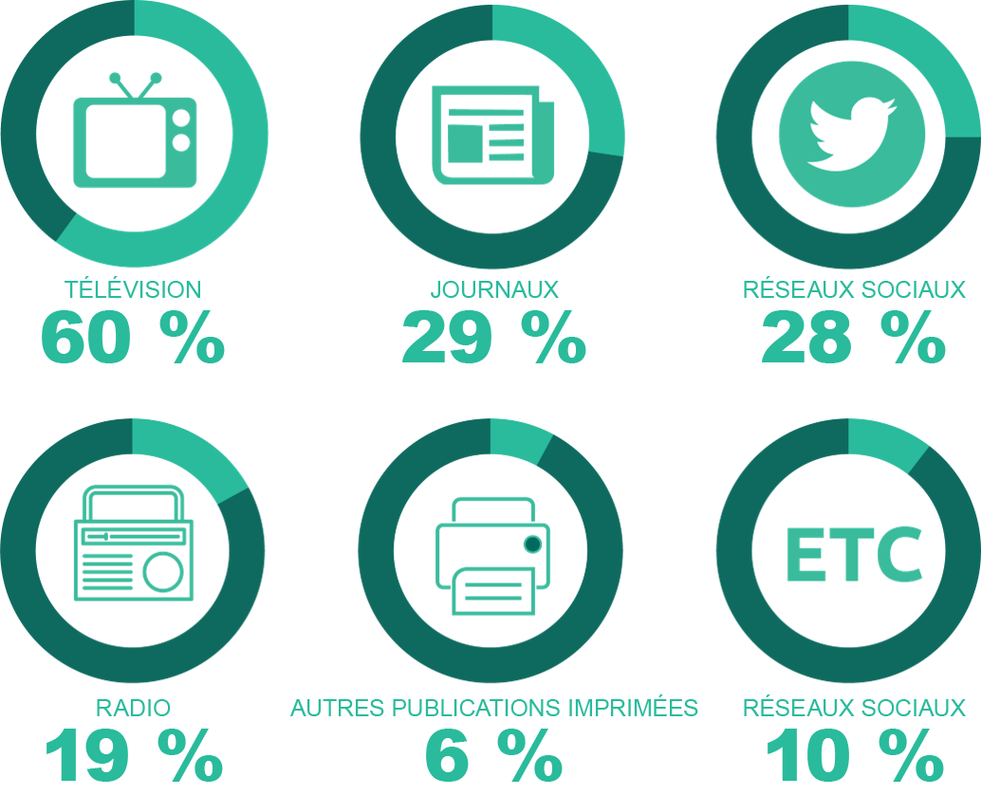 TÉLÉVISION
60 %
JOURNAUX
29 %
RÉSEAUX SOCIAUX
28 %
RADIO
19 %
AUTRES PUBLICATIONS IMPRIMÉES
6 %
ETC
RÉSEAUX SOCIAUX
10 %